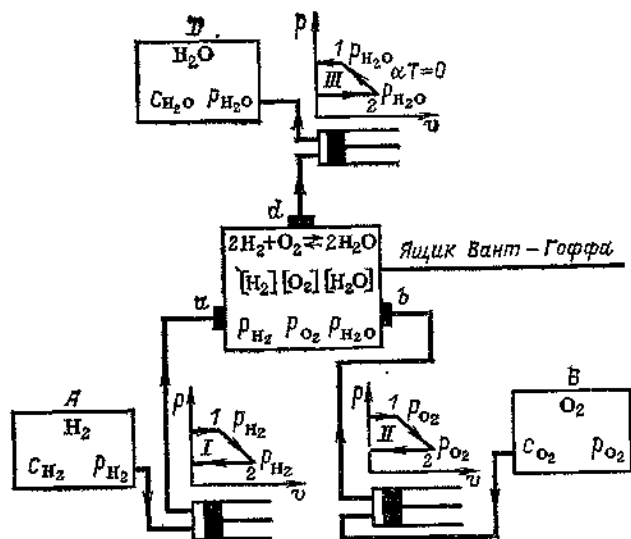 D
H₂O
C_H₂O p_H₂O
p
1 p_H₂O
αT=0
III
2 p_H₂O
v
d
2H₂+O₂⇄2H₂O
[H₂][O₂][H₂O]
p_H₂ p_O₂ p_H₂O
Ящик Вант-Гоффа
a
b
A
H₂
C_H₂ p_H₂
p
1 p_H₂
I
2 p_H₂
v
p
1 p_O₂
II
2 p_O₂
v
B
O₂
C_O₂ p_O₂